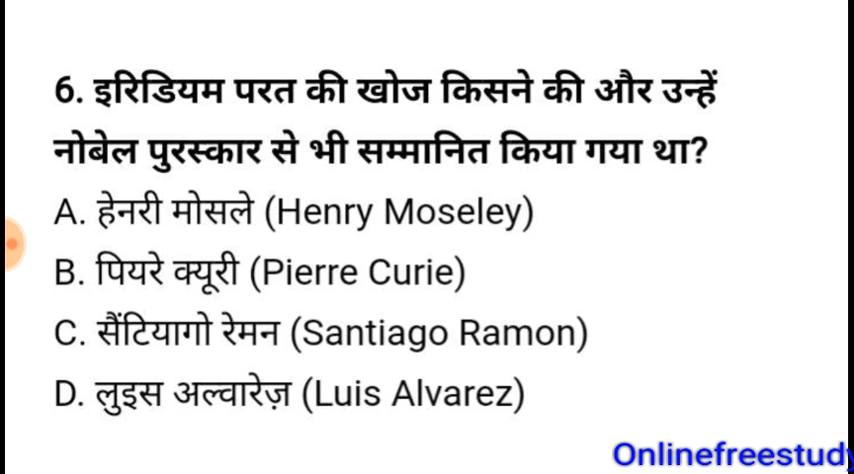 6. इरिडियम परत की खोज किसने की और उन्हें
नोबेल पुरस्कार से भी सम्मानित किया गया था?
A. हेनरी मोसले (Henry Moseley)
B. पियरे क्यूरी (Pierre Curie)
C. सैंटियागो रेमन (Santiago Ramon)
D. लुइस अल्वारेज़ (Luis Alvarez)
Onlinefreestudy